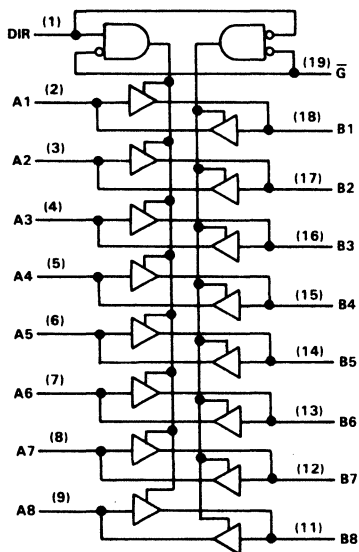 (1)
DIR
(19)
G̅
(2)
A1
(18)
B1
(3)
A2
(17)
B2
(4)
A3
(16)
B3
(5)
A4
(15)
B4
(6)
A5
(14)
B5
(7)
A6
(13)
B6
(8)
A7
(12)
B7
(9)
A8
(11)
B8